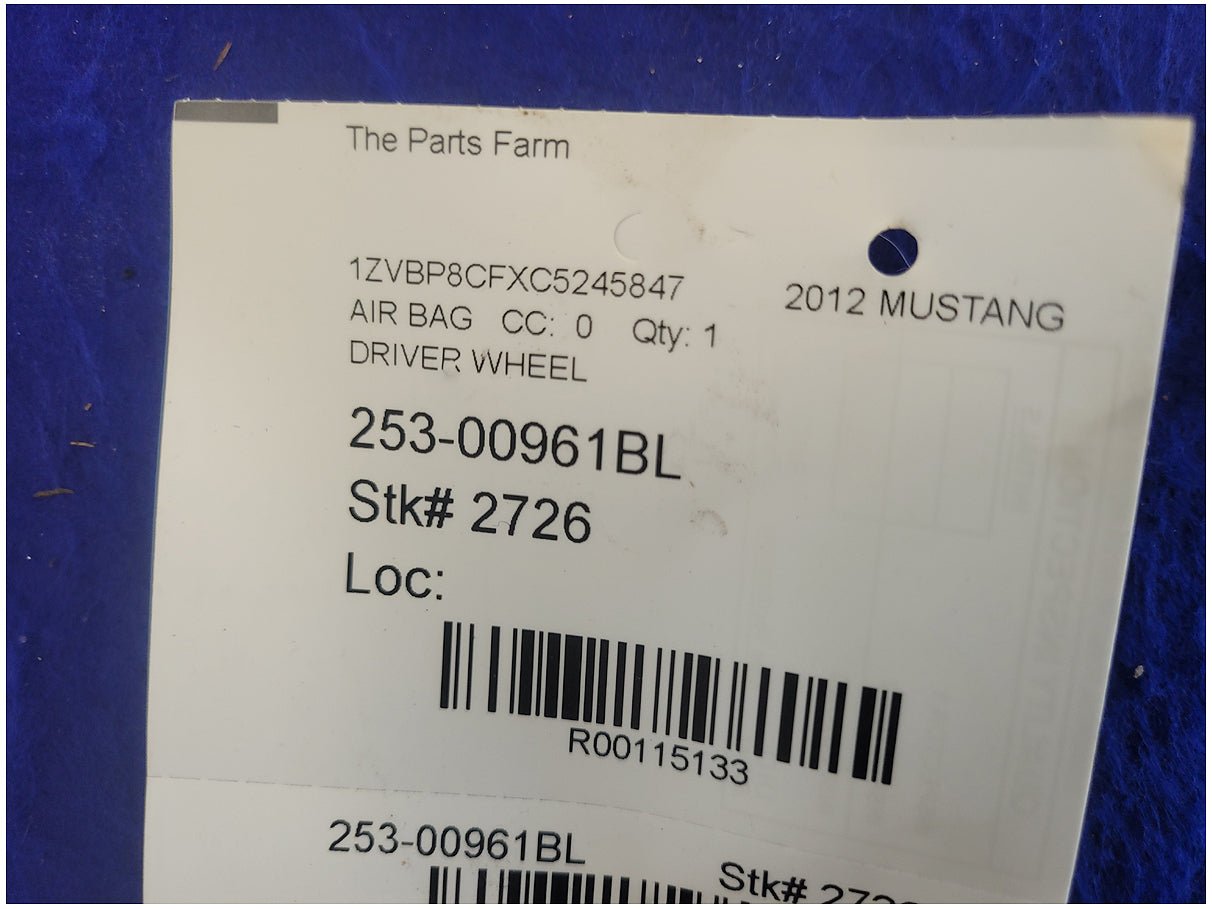 The Parts Farm
1ZVBP8CFXC5245847
2012 MUSTANG
AIR BAG CC: 0 Qty: 1
DRIVER WHEEL
253-00961BL
Stk# 2726
Loc:
R00115133
253-00961BL
Stk#